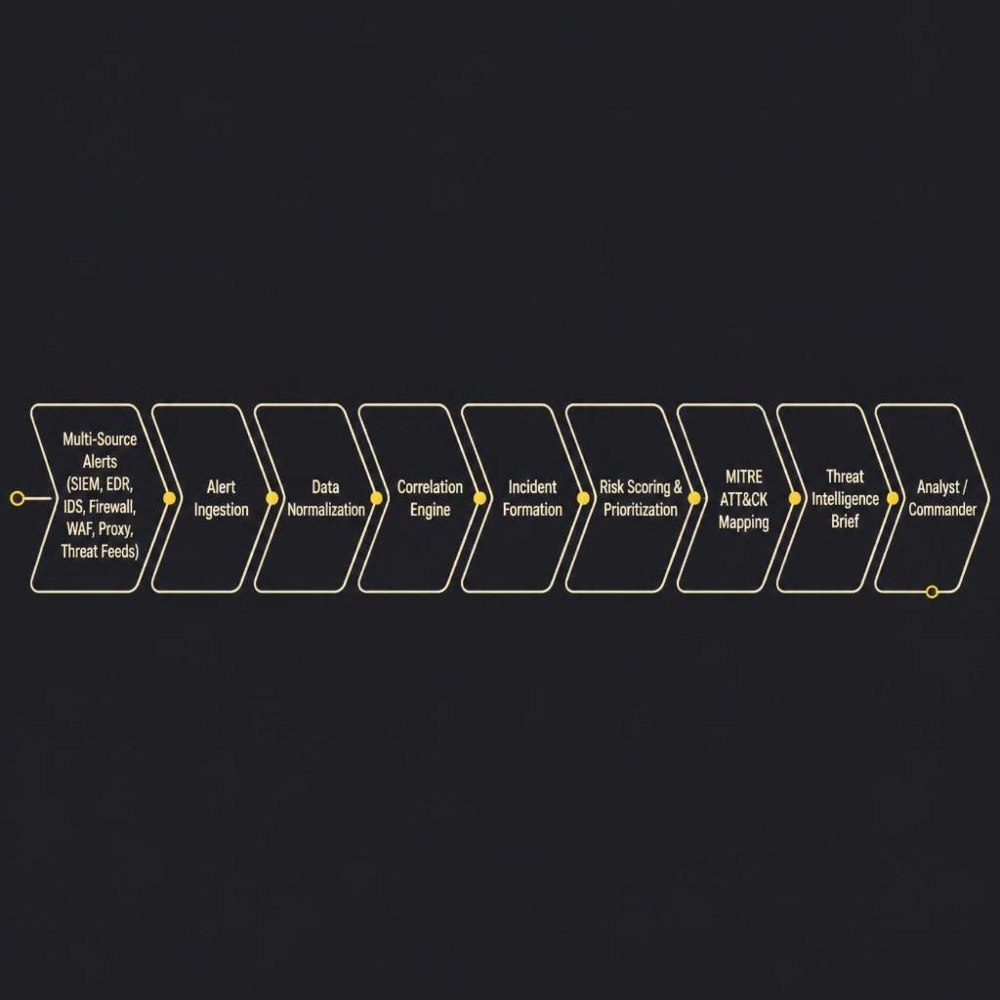 Multi-Source
Alerts
(SIEM, EDR,
IDS, Firewall,
WAF, Proxy,
Threat Feeds)
Alert
Ingestion
Data
Normalization
Correlation
Engine
Incident
Formation
Risk Scoring &
Prioritization
MITRE
ATT&CK
Mapping
Threat
Intelligence
Brief
Analyst /
Commander